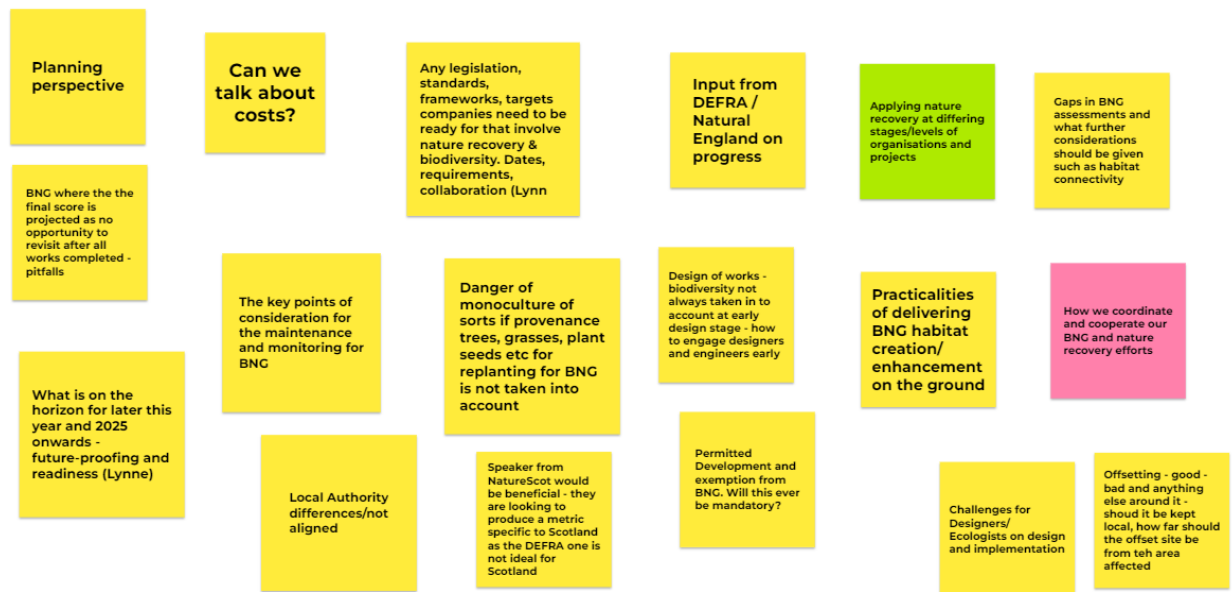 Planning
perspective
Can we
talk about
costs?
Any legislation,
standards,
frameworks, targets
companies need to be
ready for that involve
nature recovery &
biodiversity. Dates,
requirements,
collaboration (Lynn
Input from
DEFRA /
Natural
England on
progress
Applying nature
recovery at differing
stages/levels of
organisations and
projects
Gaps in BNG
assessments and
what further
considerations
should be given
such as habitat
connectivity
BNG where the the
final score is
projected as no
opportunity to
revisit after all
works completed -
pitfalls
The key points of
consideration for
the maintenance
and monitoring for
BNG
Danger of
monoculture of
sorts if provenance
trees, grasses, plant
seeds etc for
replanting for BNG
is not taken into
account
Design of works -
biodiversity not
always taken in to
account at early
design stage - how
to engage designers
and engineers early
Practicalities
of delivering
BNG habitat
creation/
enhancement
on the ground
How we coordinate
and cooperate our
BNG and nature
recovery efforts
What is on the
horizon for later this
year and 2025
onwards -
future-proofing and
readiness (Lynne)
Local Authority
differences/not
aligned
Speaker from
NatureScot would
be beneficial - they
are looking to
produce a metric
specific to Scotland
as the DEFRA one is
not ideal for
Scotland
Permitted
Development and
exemption from
BNG. Will this ever
be mandatory?
Challenges for
Designers/
Ecologists on design
and implementation
Offsetting - good -
bad and anything
else around it -
shoud it be kept
local, how far should
the offset site be
from teh area
affected